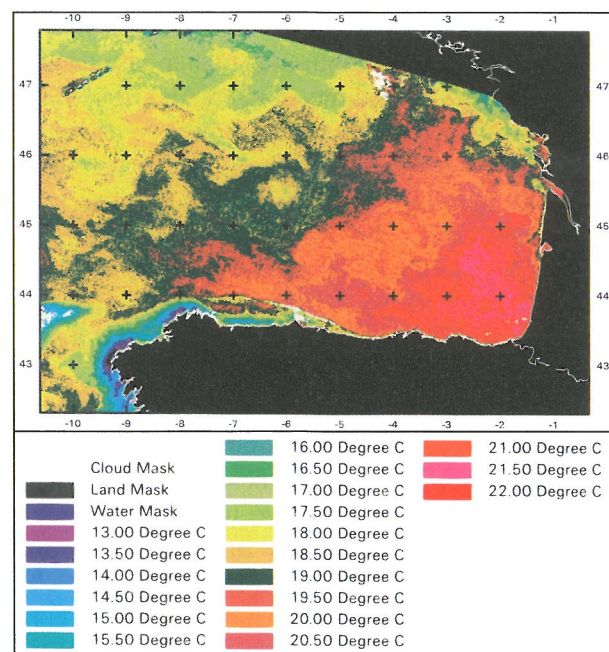 -10 -9 -8 -7 -6 -5 -4 -3 -2 -1
47 47
46 46
45 45
44 44
43 43
-10 -9 -8 -7 -6 -5 -4 -3 -2 -1
Cloud Mask
Land Mask
Water Mask
13.00 Degree C
13.50 Degree C
14.00 Degree C
14.50 Degree C
15.00 Degree C
15.50 Degree C
16.00 Degree C
16.50 Degree C
17.00 Degree C
17.50 Degree C
18.00 Degree C
18.50 Degree C
19.00 Degree C
19.50 Degree C
20.00 Degree C
20.50 Degree C
21.00 Degree C
21.50 Degree C
22.00 Degree C